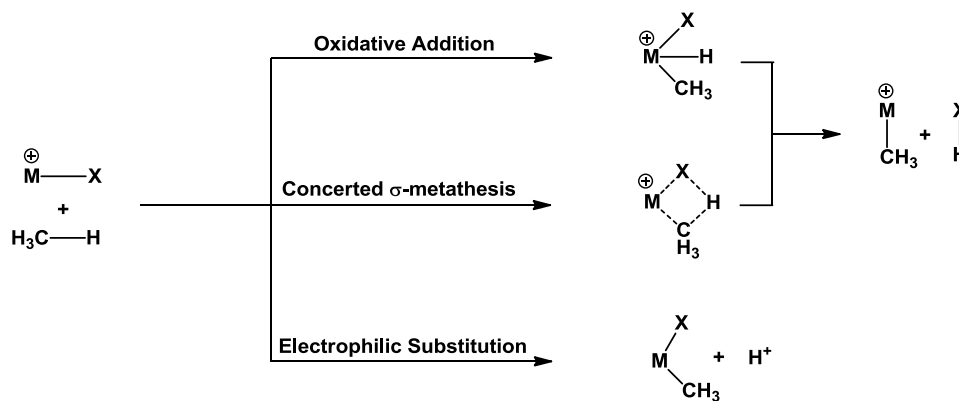 Oxidative Addition
⊕
M X
+
H3C H
Concerted σ-metathesis
Electrophilic Substitution
X
⊕
M H
CH3
X
⊕
M H
C
H3
X
M + H+
CH3
⊕
M X
+
CH3 H